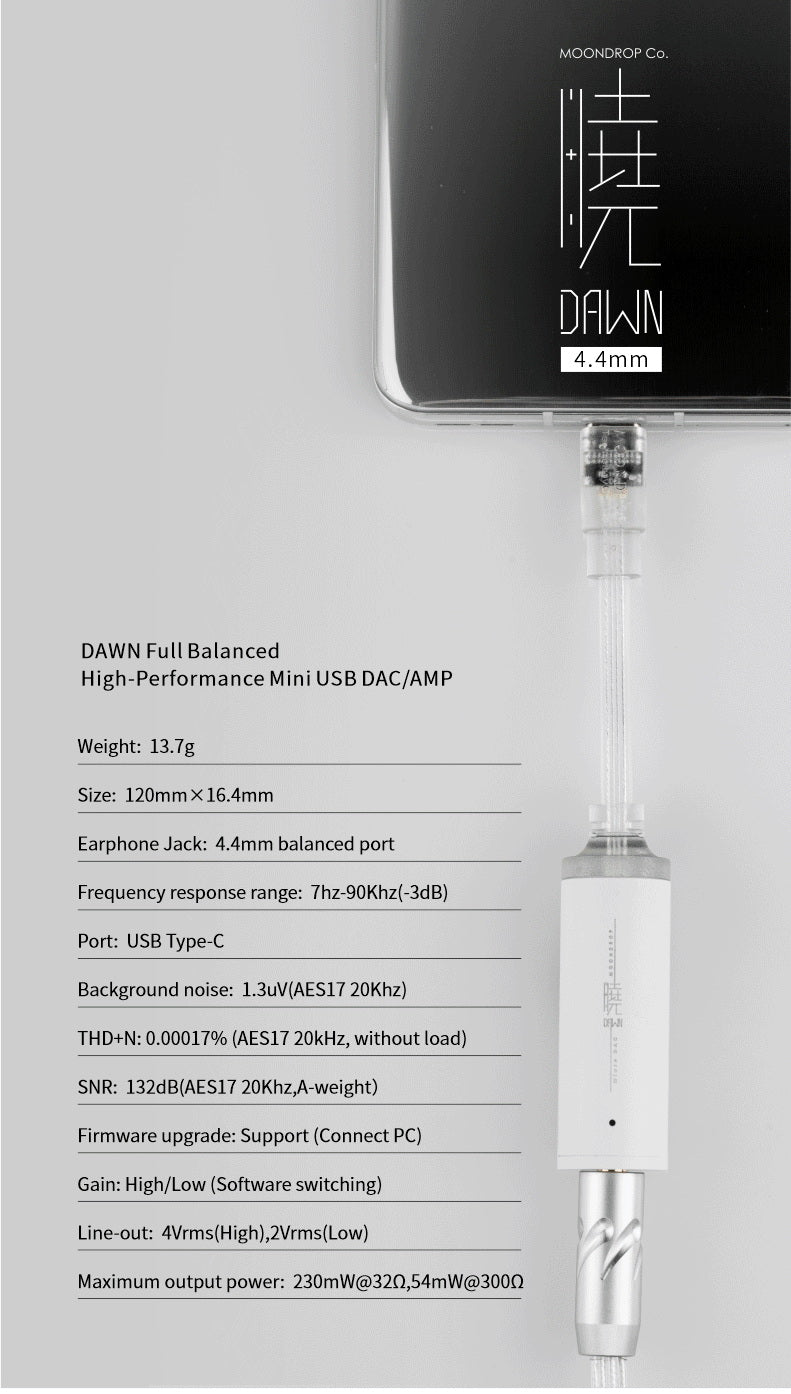 MOONDROP Co.
曉
DAWN
4.4mm
DAWN Full Balanced
High-Performance Mini USB DAC/AMP
Weight: 13.7g
Size: 120mm×16.4mm
Earphone Jack: 4.4mm balanced port
Frequency response range: 7hz-90Khz(-3dB)
Port: USB Type-C
Background noise: 1.3uV(AES17 20Khz)
THD+N: 0.00017% (AES17 20kHz, without load)
SNR: 132dB(AES17 20Khz,A-weight)
Firmware upgrade: Support (Connect PC)
Gain: High/Low (Software switching)
Line-out: 4Vrms(High),2Vrms(Low)
Maximum output power: 230mW@32Ω,54mW@300Ω
MOONDROP
曉
DAWN